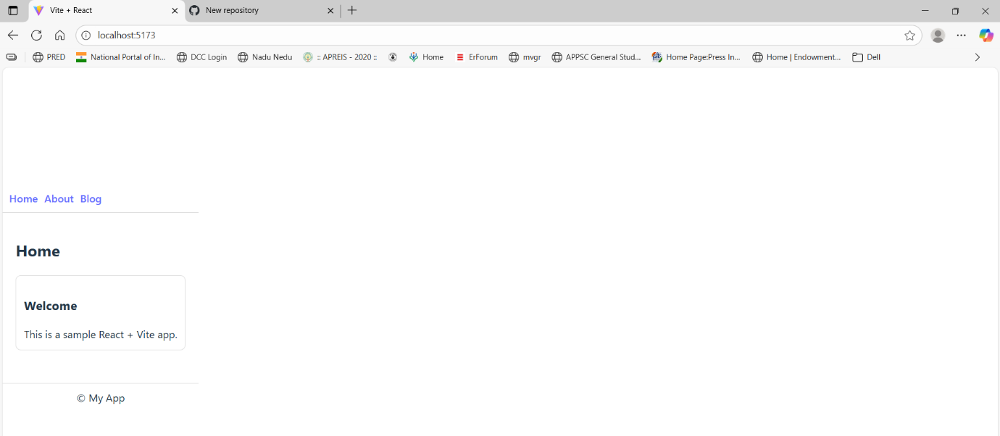 Vite + React
New repository
localhost:5173
PRED
National Portal of In...
DCC Login
Nadu Nedu
:: APREIS - 2020 ::
Home
ErForum
mvgr
APPSC General Stud...
Home Page:Press In...
Home | Endowment...
Dell
Home About Blog
Home
Welcome
This is a sample React + Vite app.
© My App